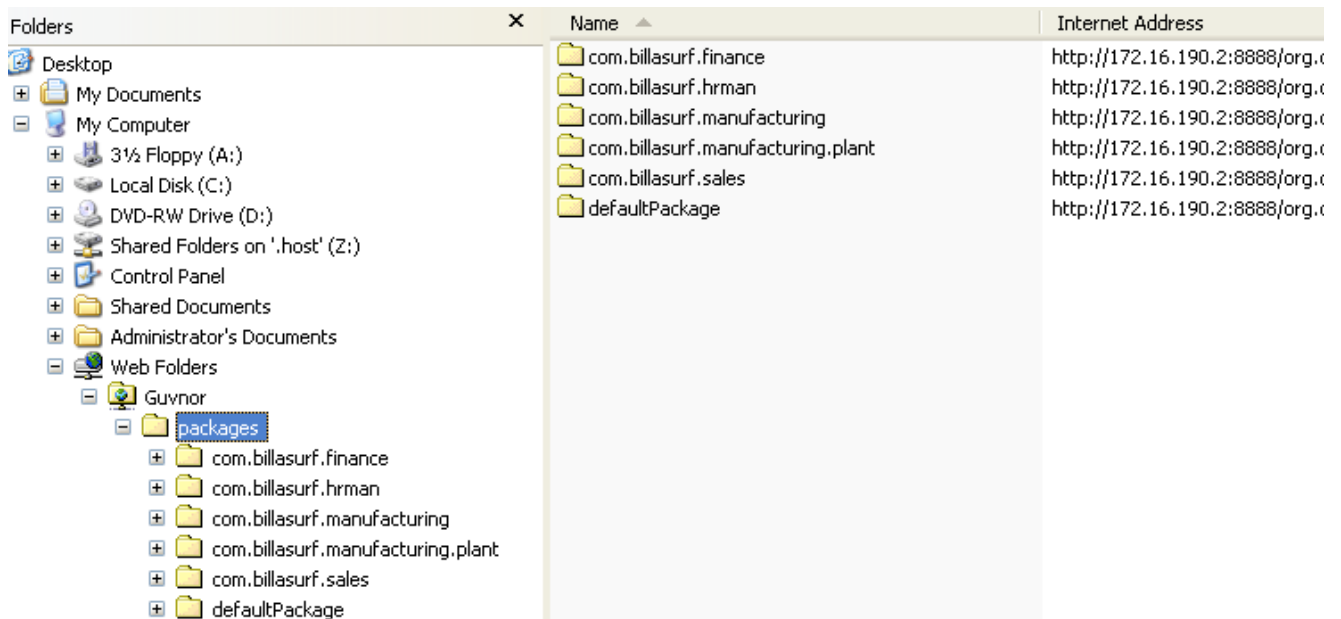 Folders
Desktop
My Documents
My Computer
3½ Floppy (A:)
Local Disk (C:)
DVD-RW Drive (D:)
Shared Folders on '.host' (Z:)
Control Panel
Shared Documents
Administrator's Documents
Web Folders
Guvnor
packages
com.billasurf.finance
com.billasurf.hrman
com.billasurf.manufacturing
com.billasurf.manufacturing.plant
com.billasurf.sales
defaultPackage
Name Internet Address
com.billasurf.finance http://172.16.190.2:8888/org.
com.billasurf.hrman http://172.16.190.2:8888/org.
com.billasurf.manufacturing http://172.16.190.2:8888/org.
com.billasurf.manufacturing.plant http://172.16.190.2:8888/org.
com.billasurf.sales http://172.16.190.2:8888/org.
defaultPackage http://172.16.190.2:8888/org.